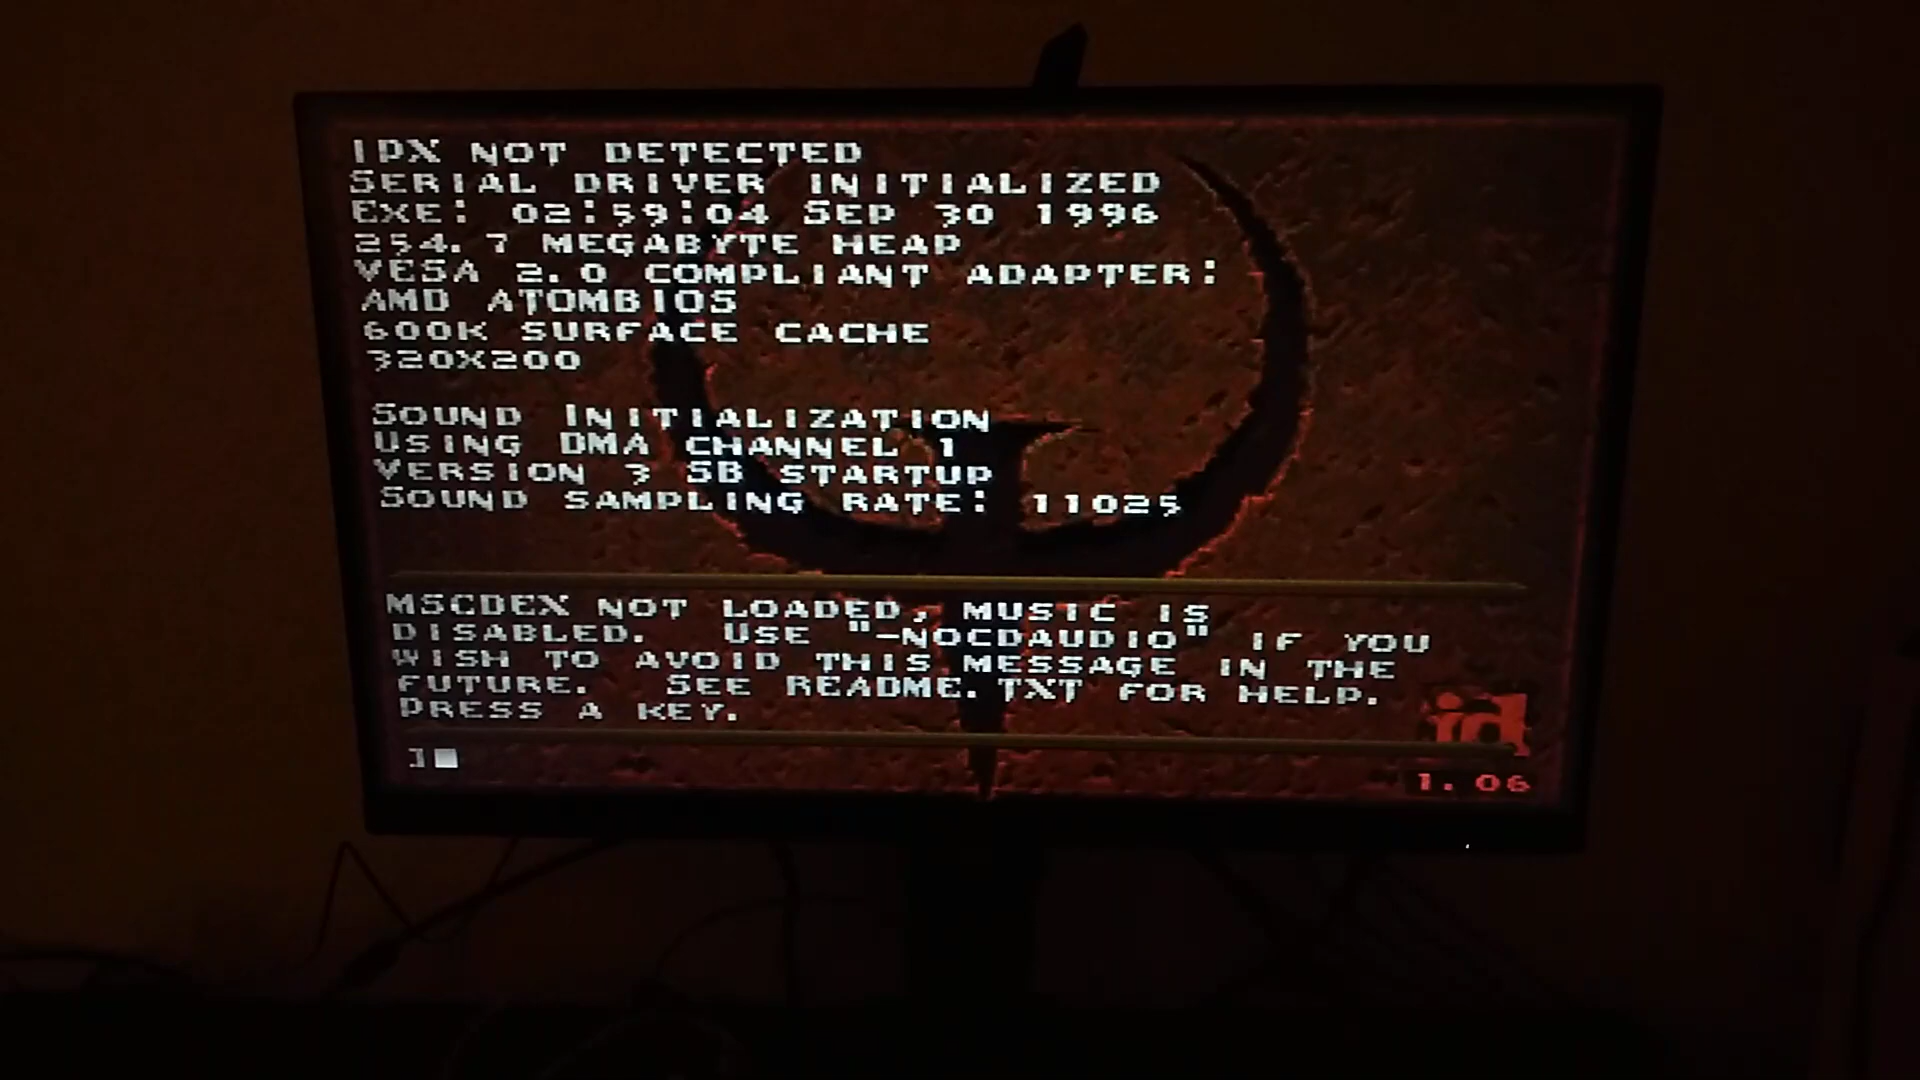 IPX not detected
Serial driver initialized
Exe: 02:59:04 Sep 30 1996
254.7 megabyte heap
VESA 2.0 compliant adapter:
AMD ATOMBIOS
600k surface cache
320x200
Sound Initialization
Using DMA channel 1
Version 3 SB startup
Sound sampling rate: 11025
MSCDEX not loaded, music is
disabled.  Use "-nocdaudio" if you
wish to avoid this message in the
future.  See README.TXT for help.
Press a key.
]
id
1.06